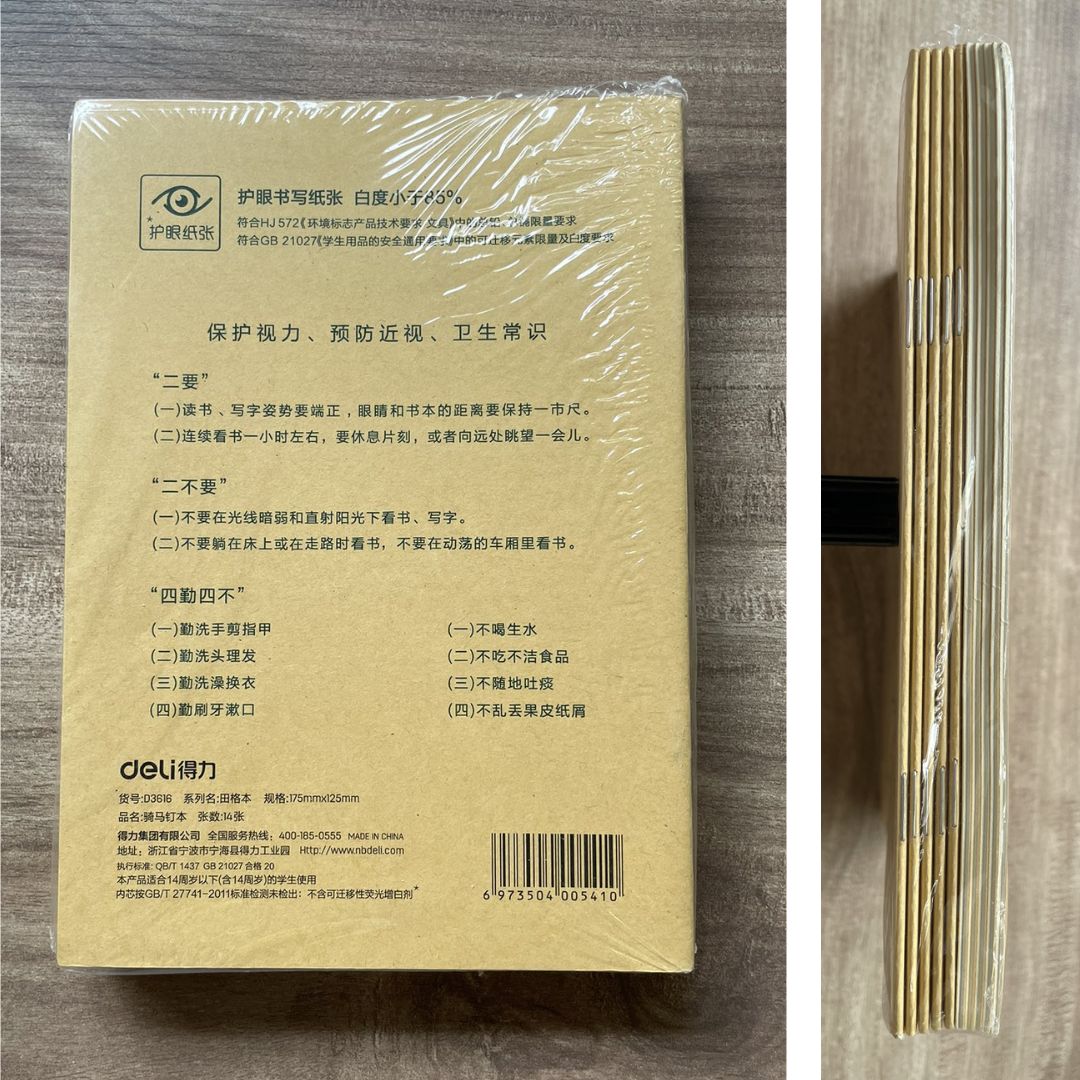 护眼纸张
护眼书写纸张 白度小于85%
符合HJ 572《环境标志产品技术要求 文具》中的 限量要求
符合GB 21027《学生用品的安全通用要求》中的可迁移元素限量及白度要求
保护视力、预防近视、卫生常识
“二要”
(一)读书、写字姿势要端正,眼睛和书本的距离要保持一市尺。
(二)连续看书一小时左右,要休息片刻,或者向远处眺望一会儿。
“二不要”
(一)不要在光线暗弱和直射阳光下看书、写字。
(二)不要躺在床上或在走路时看书,不要在动荡的车厢里看书。
“四勤四不”
(一)勤洗手剪指甲 (一)不喝生水
(二)勤洗头理发 (二)不吃不洁食品
(三)勤洗澡换衣 (三)不随地吐痰
(四)勤刷牙漱口 (四)不乱丢果皮纸屑
deli得力
货号:D3616 系列名:田格本 规格:175mmx125mm
品名:骑马钉本 张数:14张
得力集团有限公司 全国服务热线: 400-185-0555 MADE IN CHINA
地址: 浙江省宁波市宁海县得力工业园 Http://www.nbdeli.com
执行标准: QB/T 1437 GB 21027 合格 20
本产品适合14周岁以下(含14周岁)的学生使用
内芯按GB/T 27741-2011标准检测未检出: 不含可迁移性荧光增白剂*
6 973504 005410